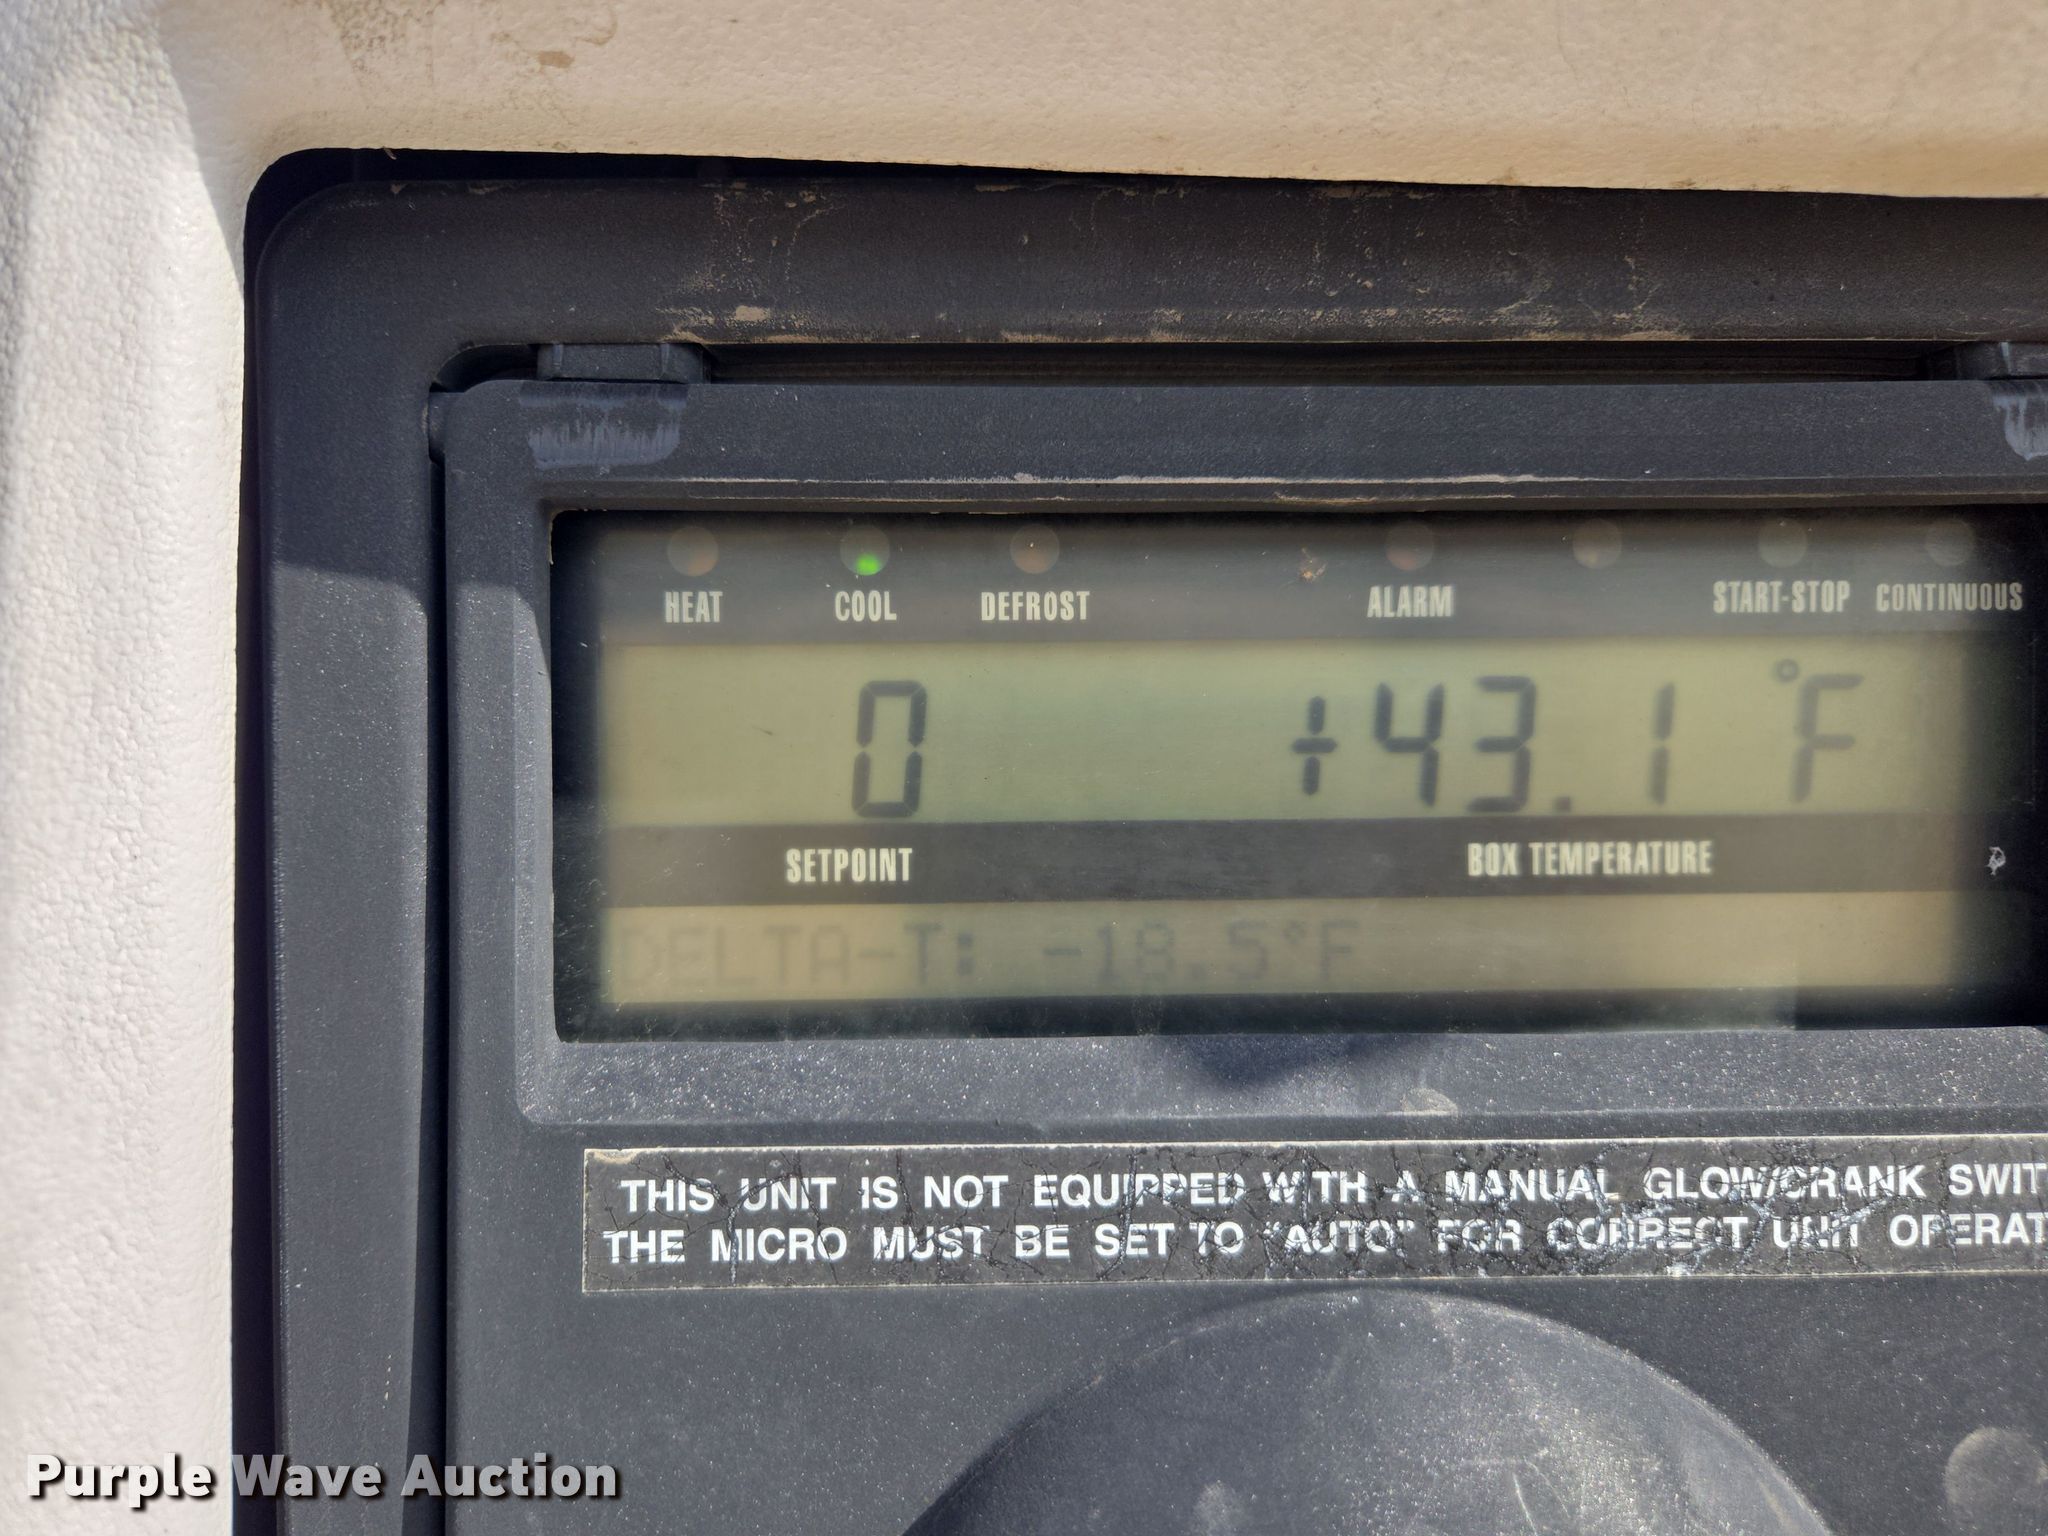 HEAT COOL DEFROST ALARM START-STOP CONTINUOUS
0 +43.1 °F
SETPOINT BOX TEMPERATURE
DELTA-T: -18.5°F
THIS UNIT IS NOT EQUIPPED WITH A MANUAL GLOW/CRANK SWIT
THE MICRO MUST BE SET TO "AUTO" FOR CORRECT UNIT OPERAT
Purple Wave Auction